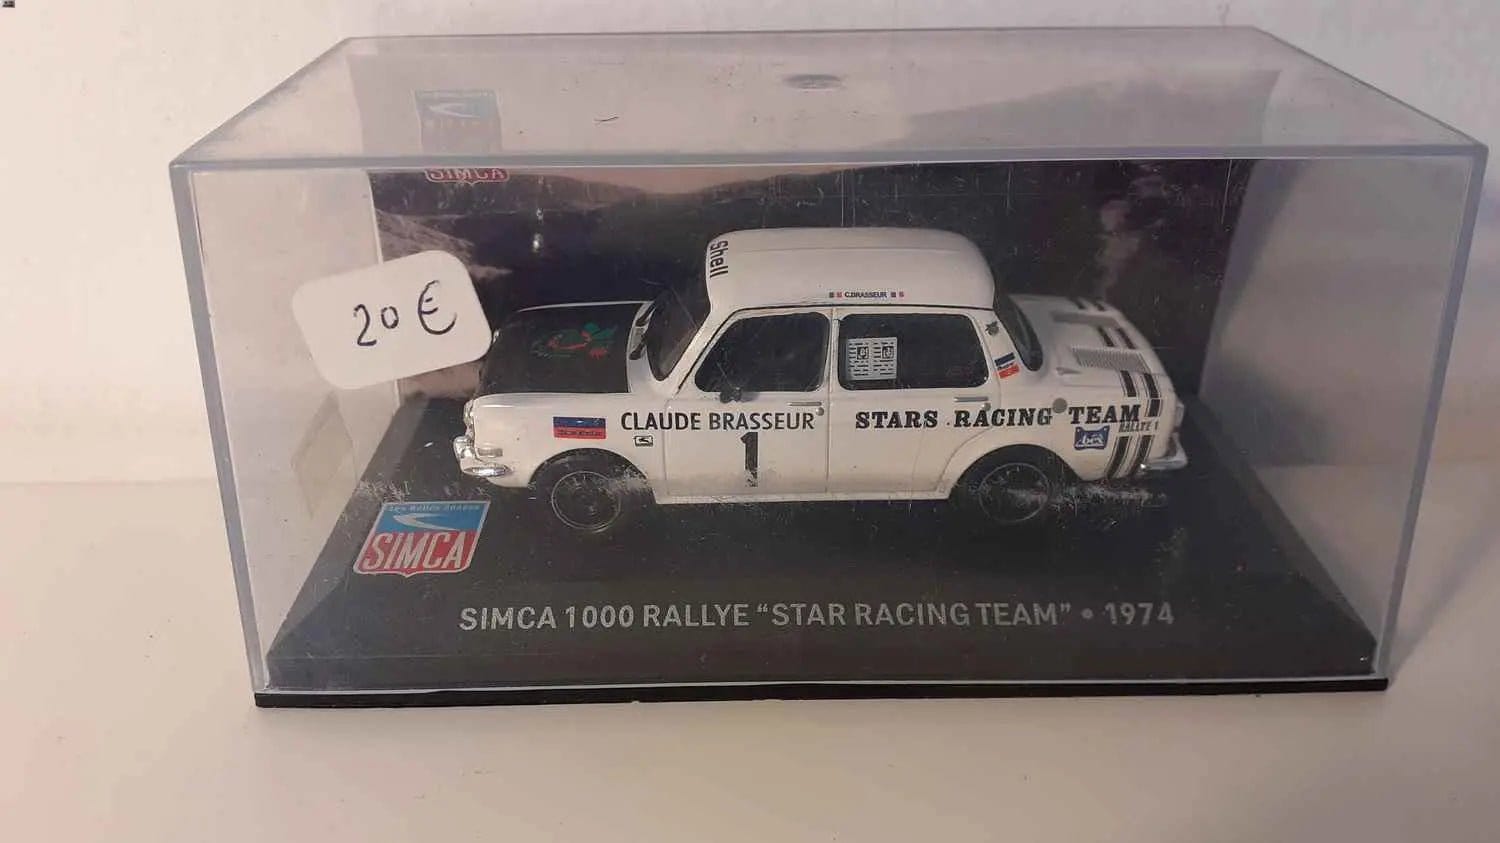 SIMCA
20 €
Shell
C.BRASSEUR
CLAUDE BRASSEUR
1
STARS RACING TEAM
RALLYE 1
SIMCA
SIMCA 1000 RALLYE “STAR RACING TEAM” • 1974